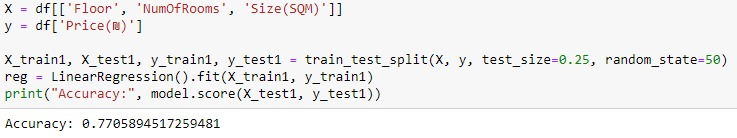 X = df[['Floor', 'NumOfRooms', 'Size(SQM)']]
y = df['Price(₪)']
X_train1, X_test1, y_train1, y_test1 = train_test_split(X, y, test_size=0.25, random_state=50)
reg = LinearRegression().fit(X_train1, y_train1)
print("Accuracy:", model.score(X_test1, y_test1))
Accuracy: 0.7705894517259481